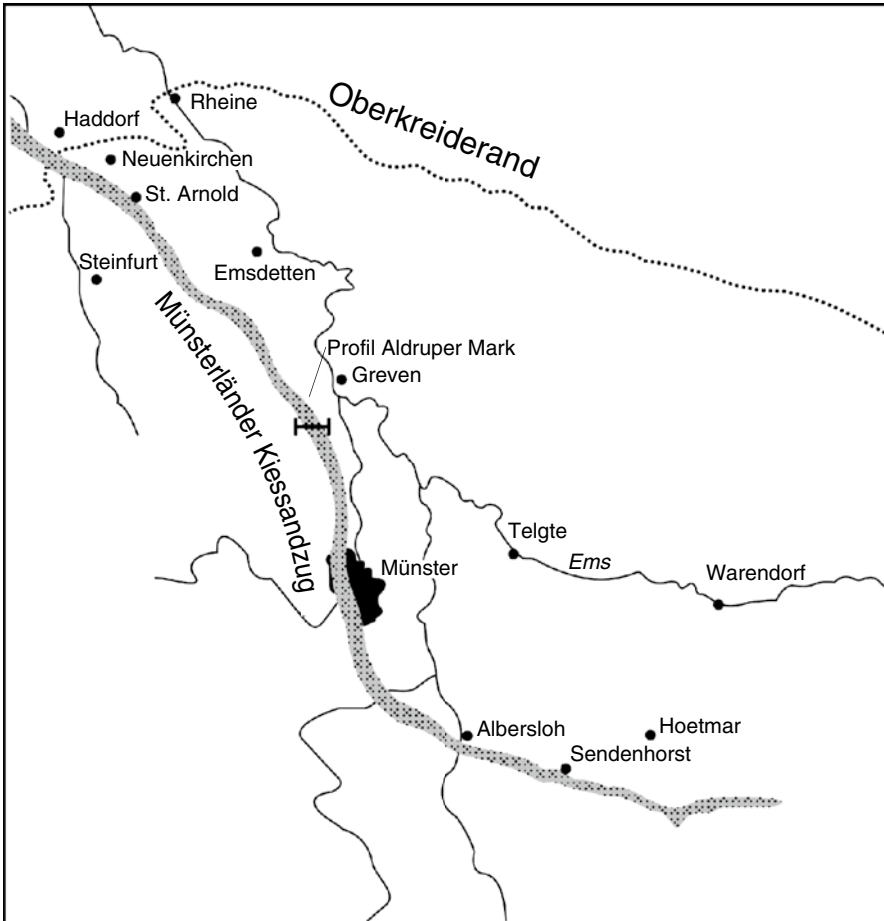 Rheine
Oberkreiderand
Haddorf
Neuenkirchen
St. Arnold
Steinfurt
Emsdetten
Münsterländer Kiessandzug
Profil Aldruper Mark
Greven
Telgte
Ems
Münster
Warendorf
Albersloh
Hoetmar
Sendenhorst